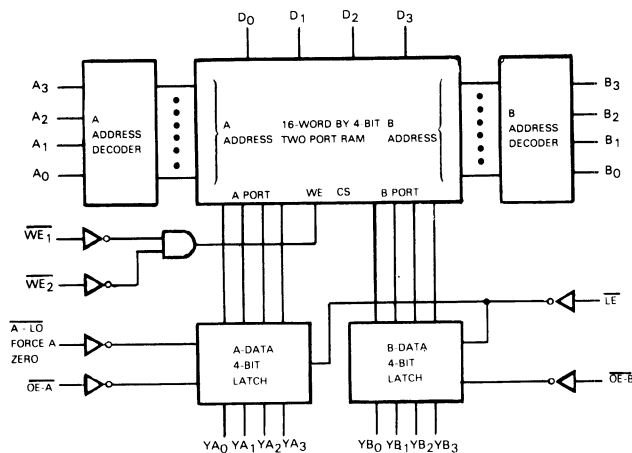 D0 D1 D2 D3
A3
A2
A1
A0
A
ADDRESS
DECODER
A
ADDRESS
16-WORD BY 4-BIT
TWO PORT RAM
B
ADDRESS
A PORT
WE
CS
B PORT
B
ADDRESS
DECODER
B3
B2
B1
B0
WE1
WE2
A-LO
FORCE A
ZERO
OE-A
A-DATA
4-BIT
LATCH
B-DATA
4-BIT
LATCH
LE
OE-B
YA0 YA1 YA2 YA3
YB0 YB1 YB2 YB3